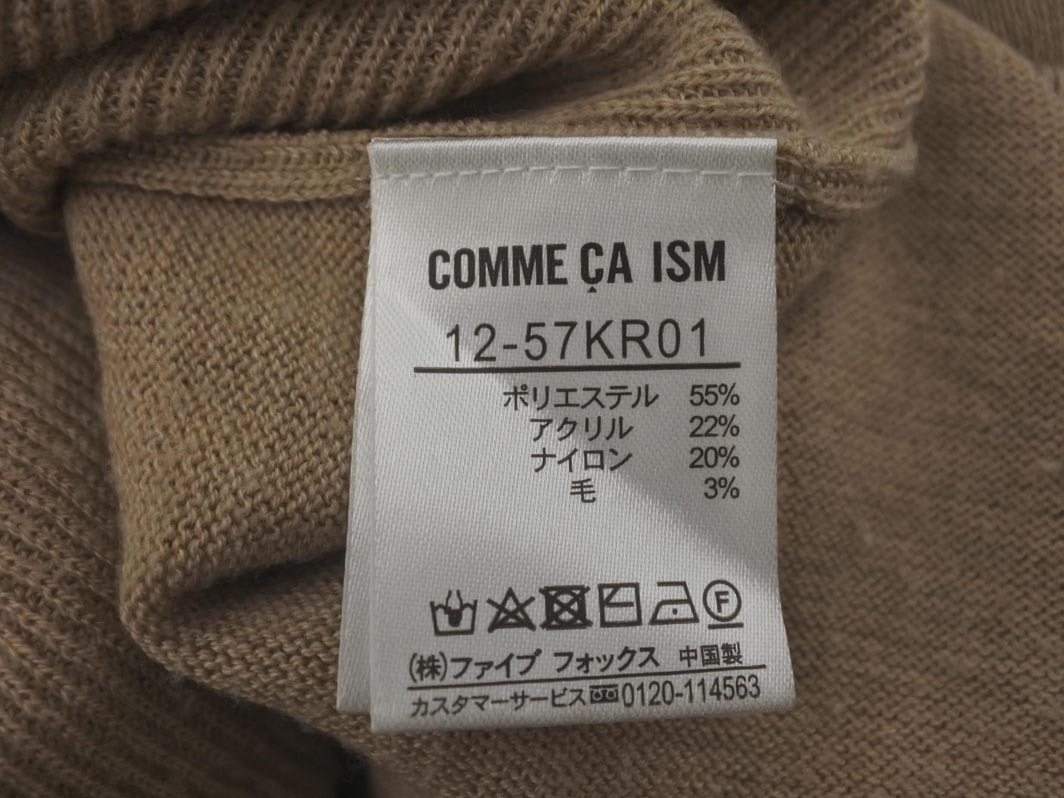 COMME ÇA ISM
12-57KR01
ポリエステル 55%
アクリル 22%
ナイロン 20%
毛 3%
F
(株)ファイブ フォックス 中国製
カスタマーサービス 0120-114563